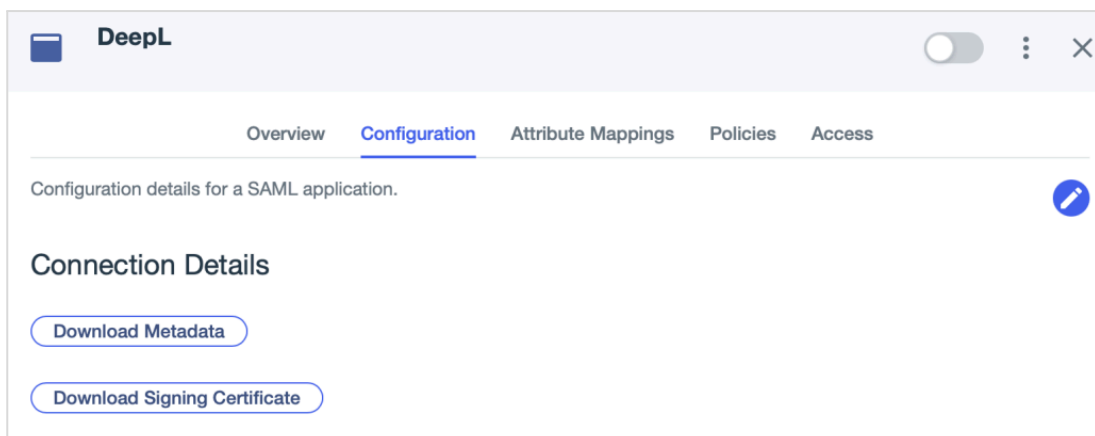 DeepL
Overview Configuration Attribute Mappings Policies Access
Configuration details for a SAML application.
Connection Details
Download Metadata
Download Signing Certificate